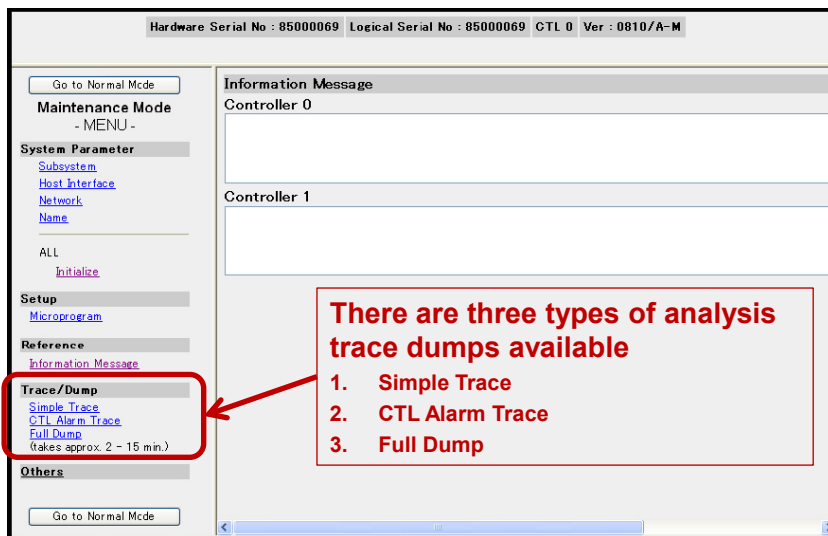 Hardware Serial No : 85000069 Logical Serial No : 85000069 CTL 0 Ver : 0810/A-M
Go to Normal Mode
Maintenance Mode
- MENU -
System Parameter
Subsystem
Host Interface
Network
Name
ALL
Initialize
Setup
Microprogram
Reference
Information Message
Trace/Dump
Simple Trace
CTL Alarm Trace
Full Dump
(takes approx. 2 - 15 min.)
Others
Go to Normal Mode
Information Message
Controller 0
Controller 1
There are three types of analysis
trace dumps available
1. Simple Trace
2. CTL Alarm Trace
3. Full Dump